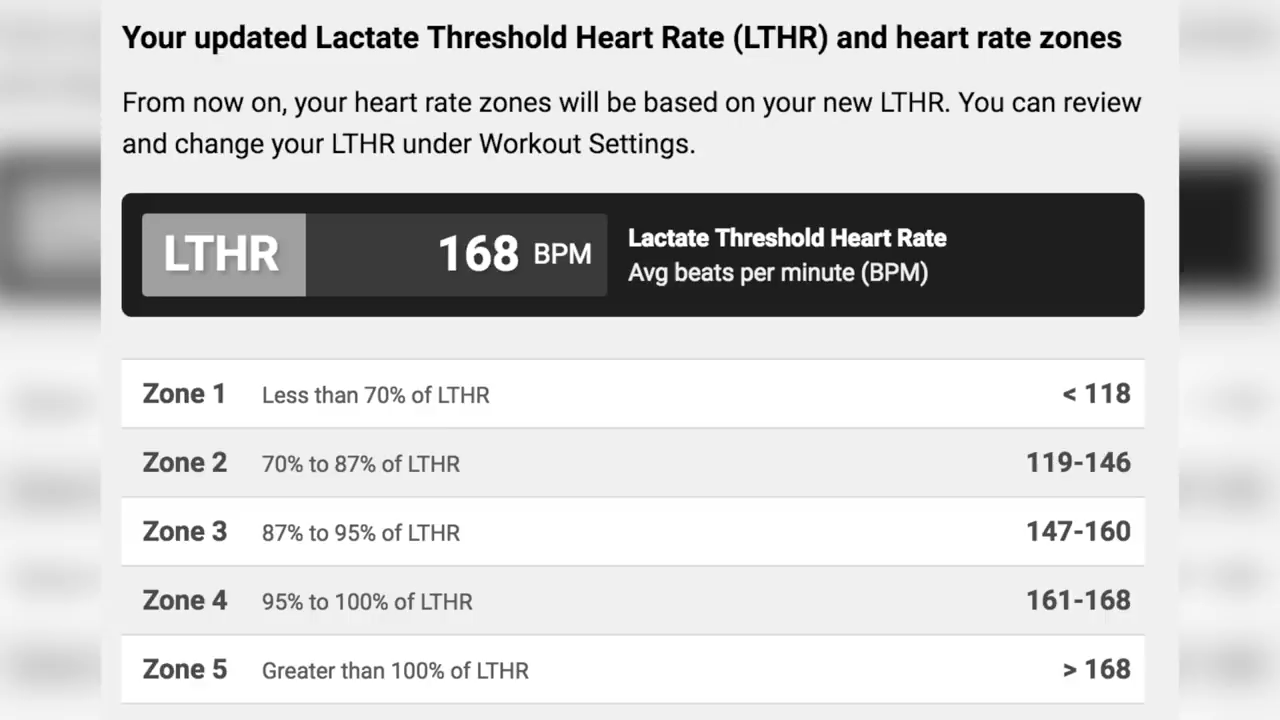 Your updated Lactate Threshold Heart Rate (LTHR) and heart rate zones
From now on, your heart rate zones will be based on your new LTHR. You can review
and change your LTHR under Workout Settings.
LTHR 168 BPM Lactate Threshold Heart Rate
Avg beats per minute (BPM)
Zone 1 Less than 70% of LTHR < 118
Zone 2 70% to 87% of LTHR 119-146
Zone 3 87% to 95% of LTHR 147-160
Zone 4 95% to 100% of LTHR 161-168
Zone 5 Greater than 100% of LTHR > 168